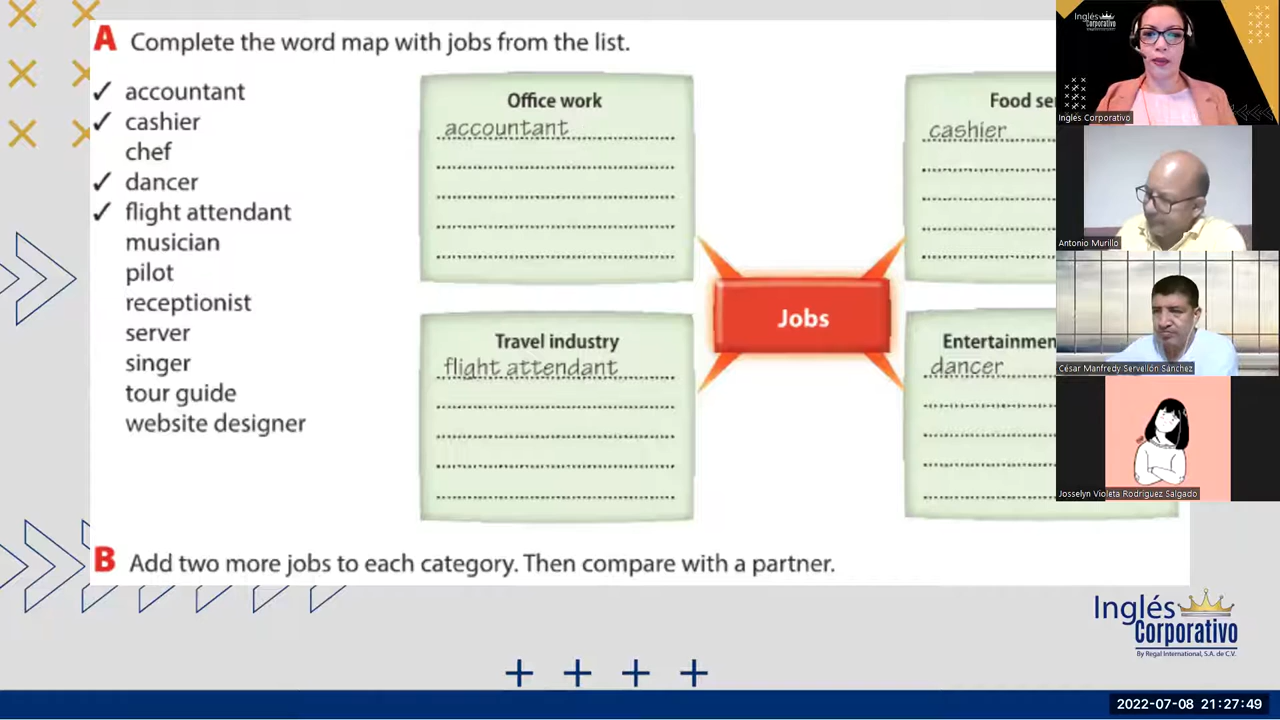 A Complete the word map with jobs from the list.
✓ accountant
✓ cashier
chef
✓ dancer
✓ flight attendant
musician
pilot
receptionist
server
singer
tour guide
website designer
Office work
accountant
Food se
cashier
Jobs
Travel industry
flight attendant
Entertainmen
dancer
B Add two more jobs to each category. Then compare with a partner.
Inglés
Corporativo
Inglés Corporativo
Antonio Murillo
César Manfredy Servellón Sánchez
Josselyn Violeta Rodríguez Salgado
Inglés
Corporativo
By Regal International, S.A. de C.V.
2022-07-08 21:27:49